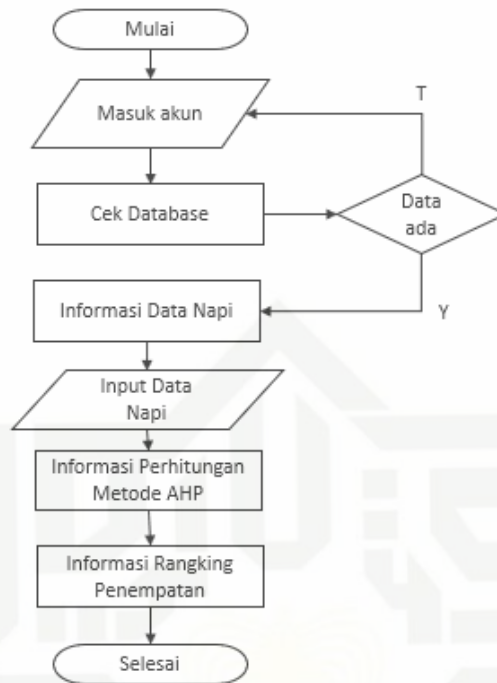 Mulai
T
Masuk akun
Cek Database
Data
ada
Informasi Data Napi
Y
Input Data
Napi
Informasi Perhitungan
Metode AHP
Informasi Rangking
Penempatan
Selesai